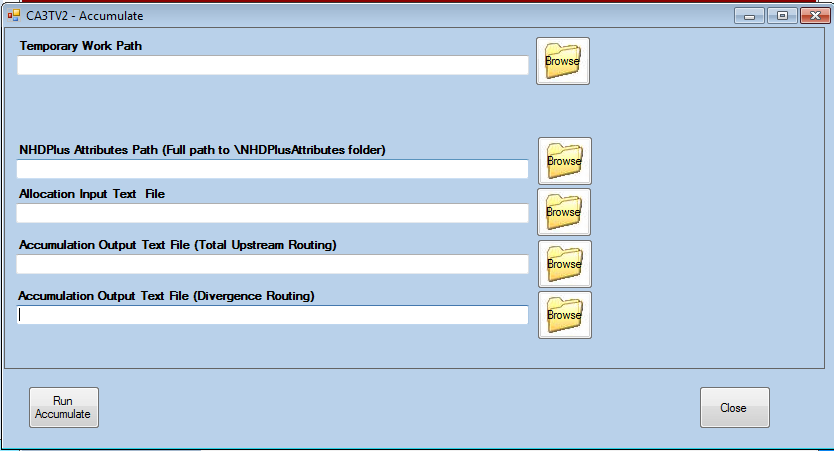 CA3TV2 - Accumulate
Temporary Work Path
Browse
NHDPlus Attributes Path (Full path to \NHDPlusAttributes folder)
Browse
Allocation Input Text  File
Browse
Accumulation Output Text File (Total Upstream Routing)
Browse
Accumulation Output Text File (Divergence Routing)
Browse
Run
Accumulate
Close